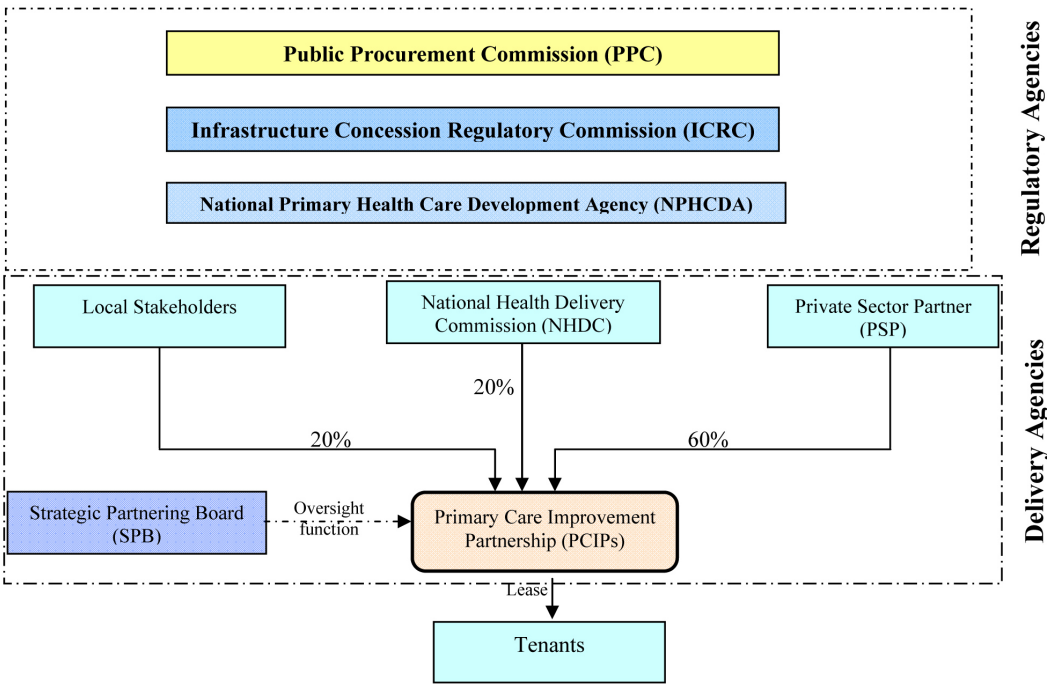 Public Procurement Commission (PPC)
Infrastructure Concession Regulatory Commission (ICRC)
National Primary Health Care Development Agency (NPHCDA)
Regulatory Agencies
Local Stakeholders
National Health Delivery
Commission (NHDC)
Private Sector Partner
(PSP)
20%
20%
60%
Strategic Partnering Board
(SPB)
Oversight
function
Primary Care Improvement
Partnership (PCIPs)
Delivery Agencies
Lease
Tenants